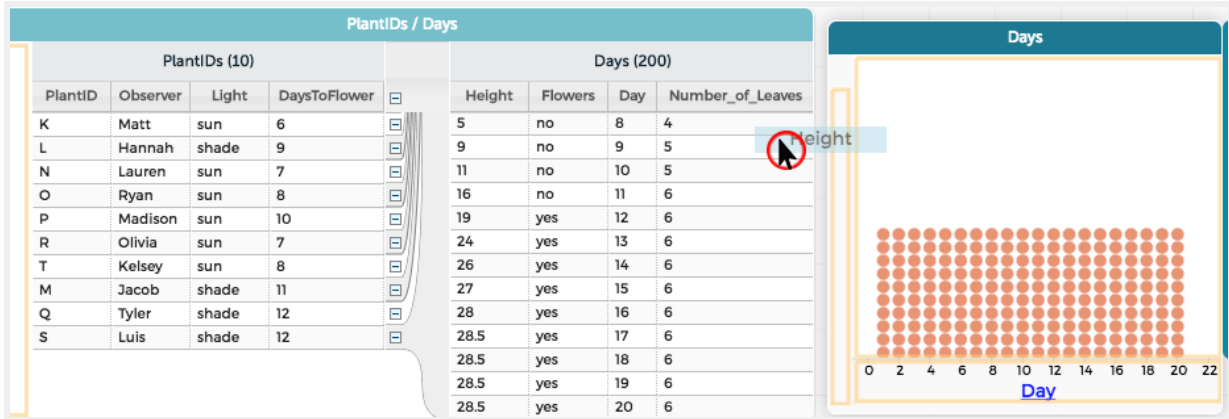 PlantIDs / Days
PlantIDs (10)
PlantID Observer Light DaysToFlower
K Matt sun 6
L Hannah shade 9
N Lauren sun 7
O Ryan sun 8
P Madison sun 10
R Olivia sun 7
T Kelsey sun 8
M Jacob shade 11
Q Tyler shade 12
S Luis shade 12
Days (200)
Height Flowers Day Number_of_Leaves
5 no 8 4
9 no 9 5
11 no 10 5
16 no 11 6
19 yes 12 6
24 yes 13 6
26 yes 14 6
27 yes 15 6
28 yes 16 6
28.5 yes 17 6
28.5 yes 18 6
28.5 yes 19 6
28.5 yes 20 6
Height
Days
0 2 4 6 8 10 12 14 16 18 20 22
Day